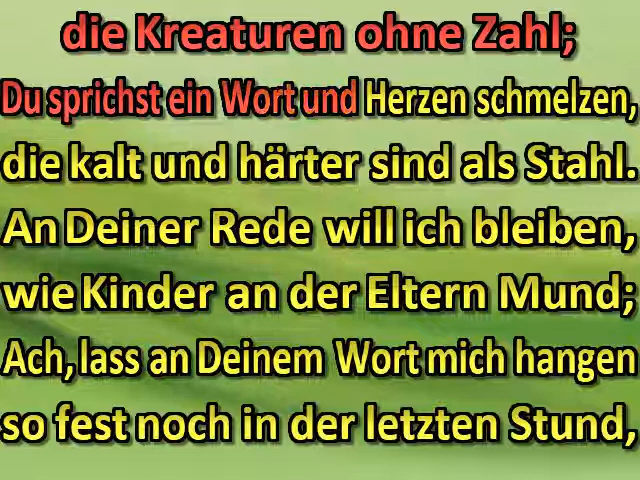 die Kreaturen ohne Zahl;
Du sprichst ein Wort und Herzen schmelzen,
die kalt und härter sind als Stahl.
An Deiner Rede will ich bleiben,
wie Kinder an der Eltern Mund;
Ach, lass an Deinem Wort mich hangen
so fest noch in der letzten Stund,